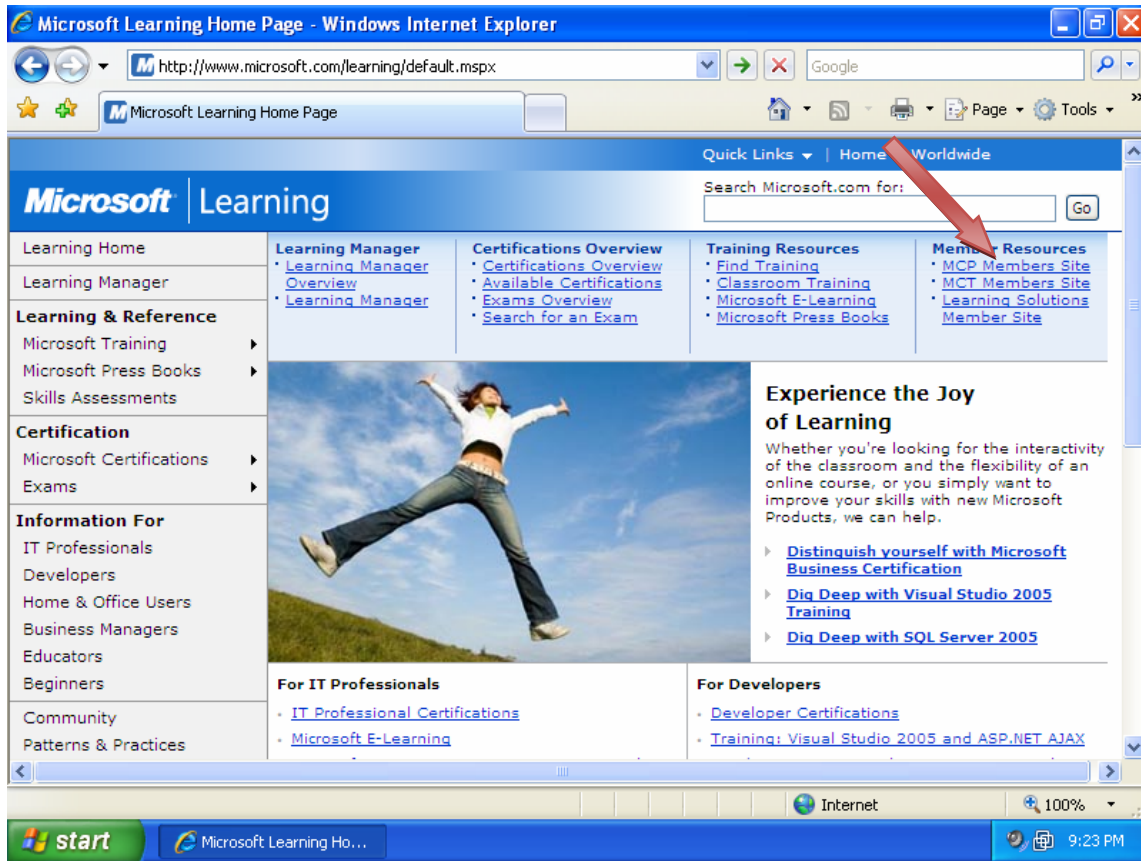 Microsoft Learning Home Page - Windows Internet Explorer
http://www.microsoft.com/learning/default.mspx
Google
Microsoft Learning Home Page
Page
Tools
Quick Links | Home Worldwide
Microsoft Learning
Search Microsoft.com for:
Go
Learning Home
Learning Manager
Learning & Reference
Microsoft Training
Microsoft Press Books
Skills Assessments
Certification
Microsoft Certifications
Exams
Information For
IT Professionals
Developers
Home & Office Users
Business Managers
Educators
Beginners
Community
Patterns & Practices
Learning Manager
Learning Manager
Overview
Learning Manager
Certifications Overview
Certifications Overview
Available Certifications
Exams Overview
Search for an Exam
Training Resources
Find Training
Classroom Training
Microsoft E-Learning
Microsoft Press Books
Member Resources
MCP Members Site
MCT Members Site
Learning Solutions
Member Site
Experience the Joy
of Learning
Whether you're looking for the interactivity
of the classroom and the flexibility of an
online course, or you simply want to
improve your skills with new Microsoft
Products, we can help.
Distinguish yourself with Microsoft
Business Certification
Dig Deep with Visual Studio 2005
Training
Dig Deep with SQL Server 2005
For IT Professionals
IT Professional Certifications
Microsoft E-Learning
For Developers
Developer Certifications
Training: Visual Studio 2005 and ASP.NET AJAX
Internet
100%
start
Microsoft Learning Ho...
9:23 PM